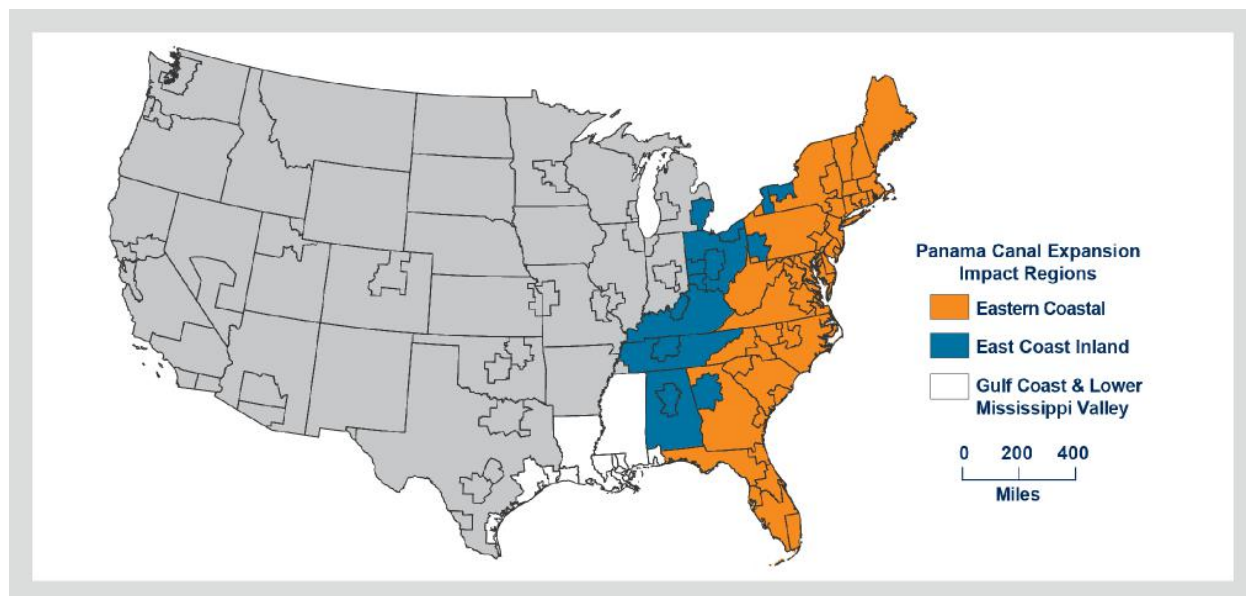 Panama Canal Expansion
Impact Regions
Eastern Coastal
East Coast Inland
Gulf Coast & Lower
Mississippi Valley
0 200 400
Miles